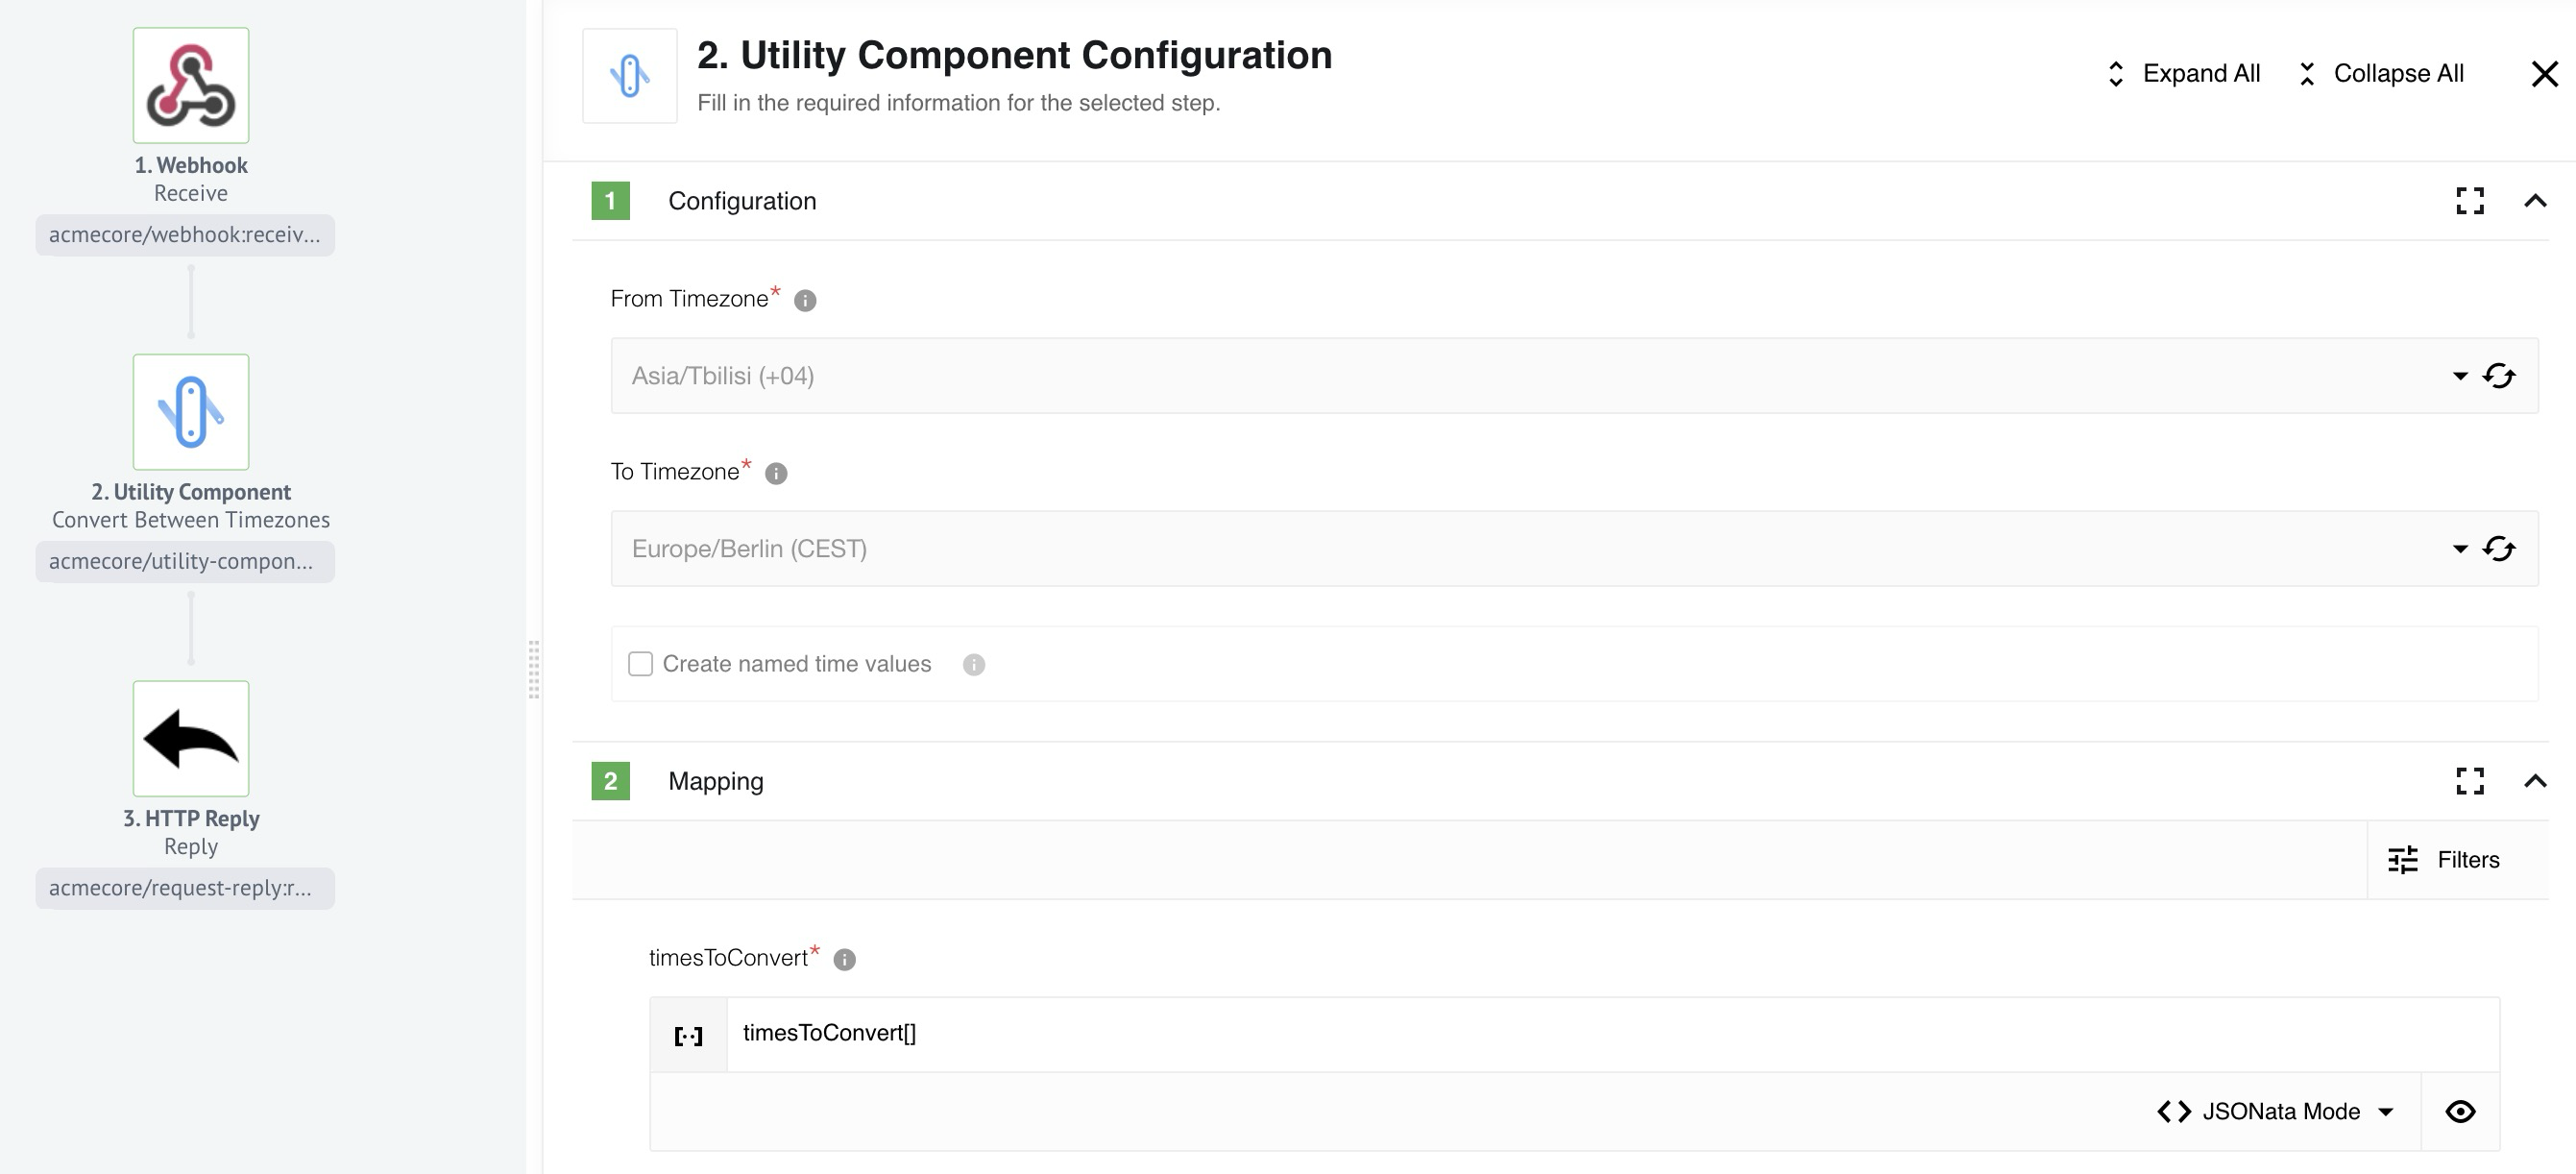 1. Webhook
Receive
acmecore/webhook:receiv...
2. Utility Component
Convert Between Timezones
acmecore/utility-compon...
3. HTTP Reply
Reply
acmecore/request-reply:r...
2. Utility Component Configuration
Fill in the required information for the selected step.
Expand All
Collapse All
1 Configuration
From Timezone*
Asia/Tbilisi (+04)
To Timezone*
Europe/Berlin (CEST)
Create named time values
2 Mapping
Filters
timesToConvert*
timesToConvert[]
JSONata Mode